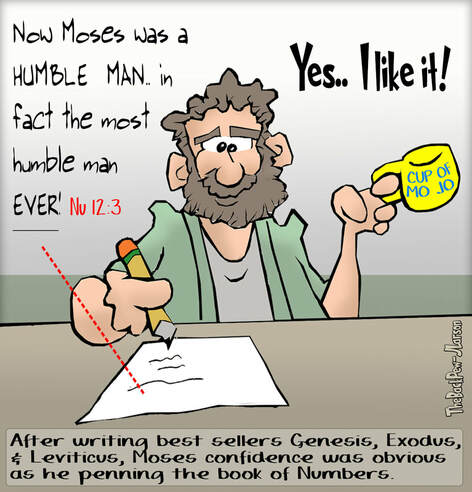 Now Moses was a
HUMBLE MAN.. in
fact the most
humble man
EVER! Nu 12:3
Yes.. I like it!
CUP OF
MO JO
TheBackPew-JLarson
After writing best sellers Genesis, Exodus,
& Leviticus, Moses confidence was obvious
as he penning the book of Numbers.